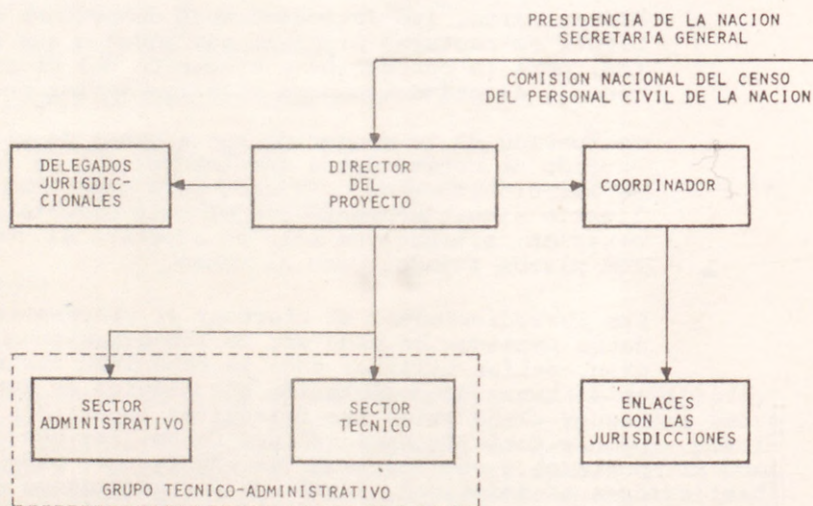 PRESIDENCIA DE LA NACION
SECRETARIA GENERAL
COMISION NACIONAL DEL CENSO
DEL PERSONAL CIVIL DE LA NACION
DELEGADOS
JURI6DIC-
CIONALES
DIRECTOR
DEL
PROYECTO
COORDINADOR
SECTOR
ADMINISTRATIVO
SECTOR
TECNICO
ENLACES
CON LAS
JURISDICCIONES
GRUPO TECNICO-ADMINISTRATIVO